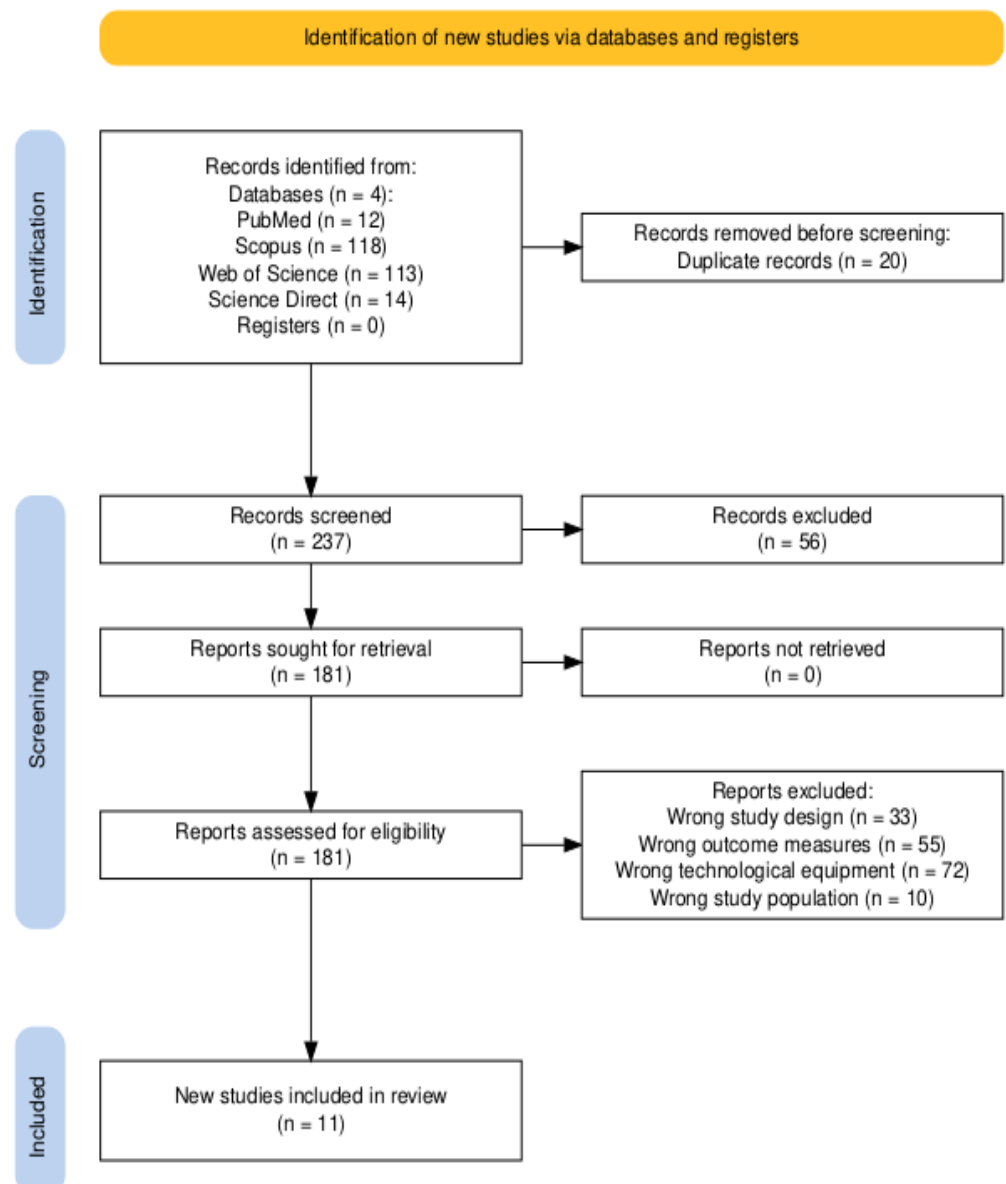 Identification of new studies via databases and registers
Identification
Records identified from:
Databases (n = 4):
PubMed (n = 12)
Scopus (n = 118)
Web of Science (n = 113)
Science Direct (n = 14)
Registers (n = 0)
Records removed before screening:
Duplicate records (n = 20)
Screening
Records screened
(n = 237)
Records excluded
(n = 56)
Reports sought for retrieval
(n = 181)
Reports not retrieved
(n = 0)
Reports assessed for eligibility
(n = 181)
Reports excluded:
Wrong study design (n = 33)
Wrong outcome measures (n = 55)
Wrong technological equipment (n = 72)
Wrong study population (n = 10)
Included
New studies included in review
(n = 11)